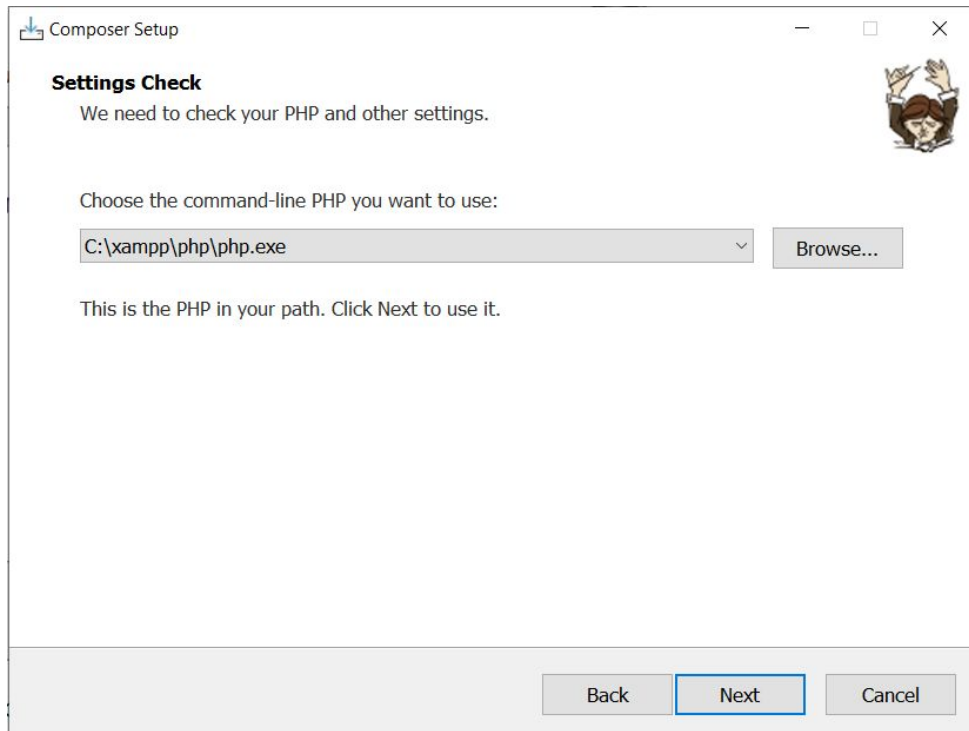 Composer Setup
Settings Check
We need to check your PHP and other settings.
Choose the command-line PHP you want to use:
C:\xampp\php\php.exe
Browse...
This is the PHP in your path. Click Next to use it.
Back
Next
Cancel